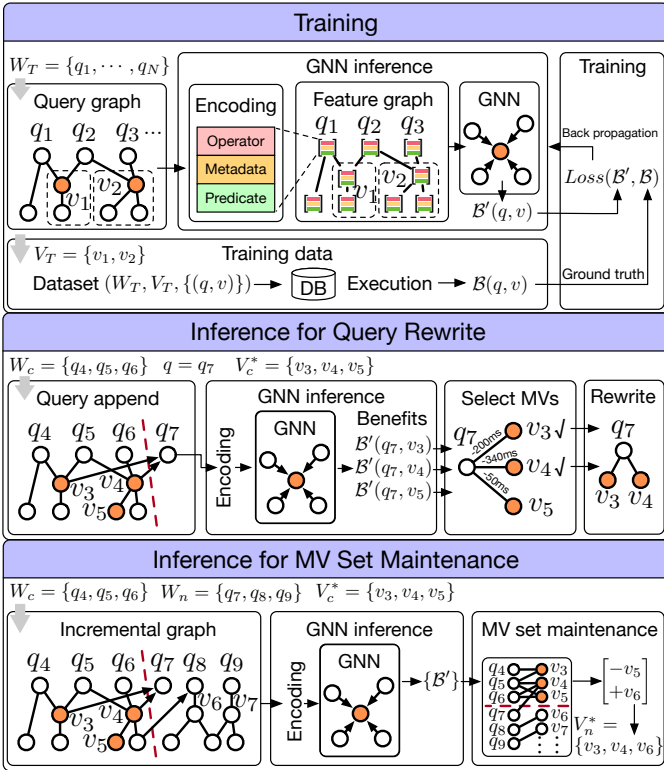 Training
W_T = {q_1, ⋯, q_N}
GNN inference
Training
Query graph
Encoding
Feature graph
GNN
q_1 q_2 q_3 ...
Operator
Metadata
Predicate
q_1 q_2 q_3
v_1 v_2
v_1 v_2
Back propagation
Loss(B′, B)
B′(q, v)
V_T = {v_1, v_2}
Training data
Dataset (W_T, V_T, {(q, v)})
DB
Execution
B(q, v)
Ground truth
Inference for Query Rewrite
W_c = {q_4, q_5, q_6} q = q_7 V_c^* = {v_3, v_4, v_5}
Query append
GNN inference
Select MVs
Rewrite
q_4 q_5 q_6 q_7
v_3 v_4
v_5
Encoding
GNN
Benefits
B′(q_7, v_3)
B′(q_7, v_4)
B′(q_7, v_5)
q_7
-200ms
-340ms
-50ms
v_3 ✓
v_4 ✓
v_5
q_7
v_3 v_4
Inference for MV Set Maintenance
W_c = {q_4, q_5, q_6} W_n = {q_7, q_8, q_9} V_c^* = {v_3, v_4, v_5}
Incremental graph
GNN inference
MV set maintenance
q_4 q_5 q_6 q_7 q_8 q_9
v_3 v_4 v_6 v_7
v_5
Encoding
GNN
{B′}
q_4 v_3
q_5 v_4
q_6 v_5
q_7 v_6
q_8 v_7
q_9 ⋮ ⋮
[−v_5
+v_6]
V_n^* =
{v_3, v_4, v_6}